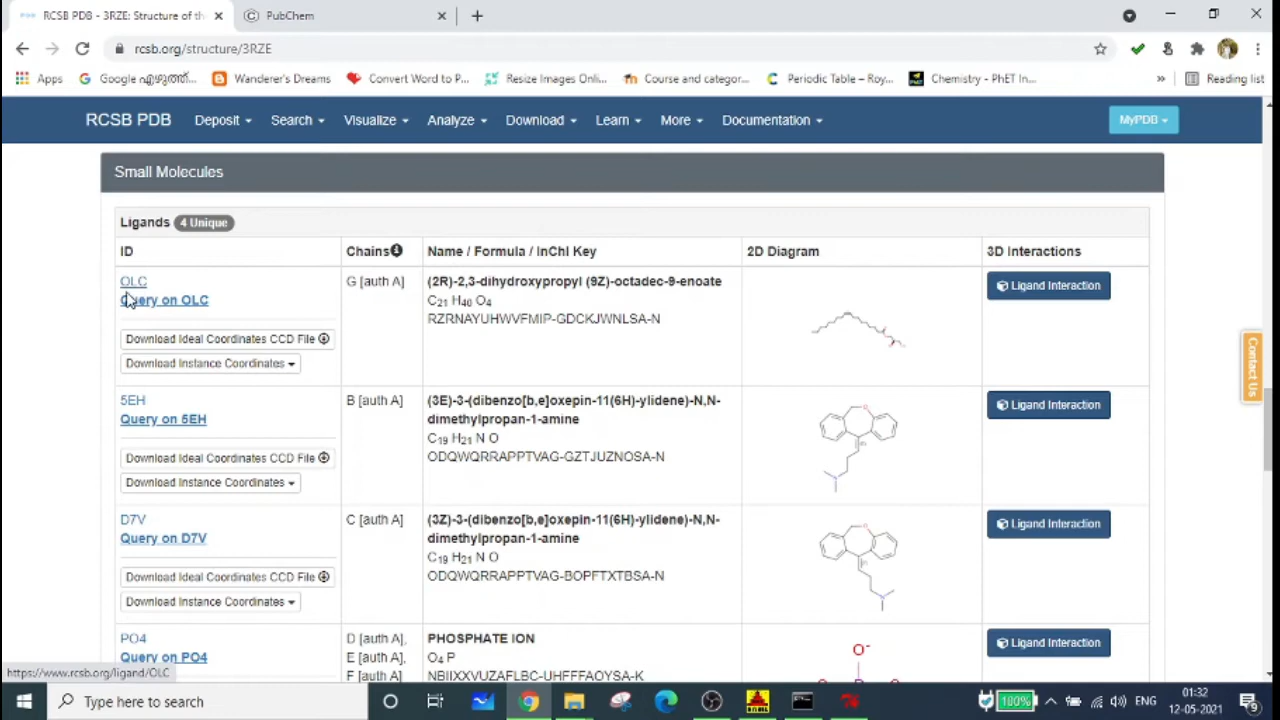 RCSB PDB - 3RZE: Structure of th
PubChem
rcsb.org/structure/3RZE
Apps
Google എഴുത്ത്...
Wanderer's Dreams
Convert Word to P...
Resize Images Onli...
Course and categor...
Periodic Table – Roy...
Chemistry - PhET In...
»
Reading list
RCSB PDB
Deposit
Search
Visualize
Analyze
Download
Learn
More
Documentation
MyPDB
Small Molecules
Ligands 4 Unique
ID
Chains
Name / Formula / InChI Key
2D Diagram
3D Interactions
OLC
Query on OLC
Download Ideal Coordinates CCD File
Download Instance Coordinates
G [auth A]
(2R)-2,3-dihydroxypropyl (9Z)-octadec-9-enoate
C21 H40 O4
RZRNAYUHWVFMIP-GDCKJWNLSA-N
Ligand Interaction
5EH
Query on 5EH
Download Ideal Coordinates CCD File
Download Instance Coordinates
B [auth A]
(3E)-3-(dibenzo[b,e]oxepin-11(6H)-ylidene)-N,N-
dimethylpropan-1-amine
C19 H21 N O
ODQWQRRAPPTVAG-GZTJUZNOSA-N
Ligand Interaction
D7V
Query on D7V
Download Ideal Coordinates CCD File
Download Instance Coordinates
C [auth A]
(3Z)-3-(dibenzo[b,e]oxepin-11(6H)-ylidene)-N,N-
dimethylpropan-1-amine
C19 H21 N O
ODQWQRRAPPTVAG-BOPFTXTBSA-N
Ligand Interaction
PO4
Query on PO4
D [auth A],
E [auth A],
F [auth A]
PHOSPHATE ION
O4 P
NBIIXXVUZAFLBC-UHFFFAOYSA-K
Ligand Interaction
Contact Us
https://www.rcsb.org/ligand/OLC
Type here to search
100%
ENG
01:32
12-05-2021